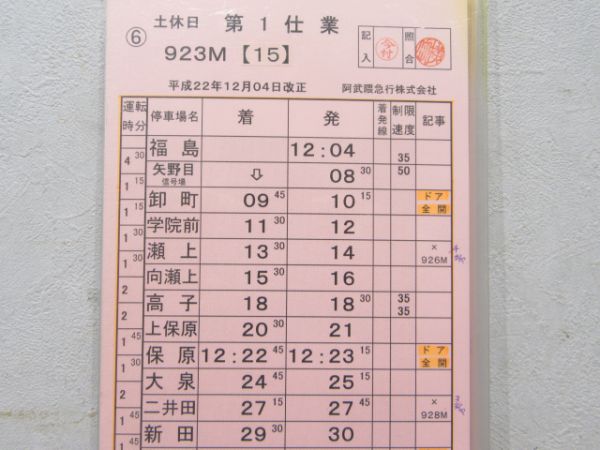 ⑥ 土休日 第1仕業
923M【15】
記入 今村 照合
平成22年12月04日改正 阿武隈急行株式会社
運転時分 停車場名 着 発 着発線 制限速度 記事
福島 12:04 35
4 30
矢野目信号場 ⇩ 08 30 50
1 15
卸町 09 45 10 15 ドア全開
1 15
学院前 11 30 12
1 30
瀬上 13 30 14 × 926M
1 30
向瀬上 15 30 16
2
高子 18 18 30 35 35
2
上保原 20 30 21
1 45
保原 12:22 45 12:23 15 ドア全開
1 30
大泉 24 45 25 15
2
二井田 27 15 27 45 × 928M
1 45
新田 29 30 30
1 45